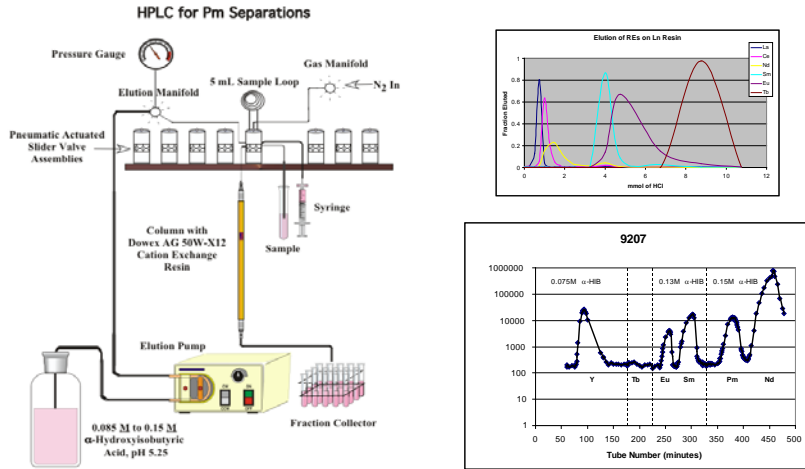 HPLC for Pm Separations
Pressure Gauge
Gas Manifold
5 mL Sample Loop
N2 In
Elution Manifold
Pneumatic Actuated
Slider Valve
Assemblies
Syringe
Sample
Column with
Dowex AG 50W-X12
Cation Exchange
Resin
Elution Pump
Fraction Collector
0.085 M to 0.15 M
α-Hydroxyisobutyric
Acid, pH 5.25
Elution of REs on Ln Resin
Fraction Eluted
1
0.8
0.6
0.4
0.2
0
0 2 4 6 8 10 12
mmol of HCl
La
Ce
Nd
Sm
Eu
Tb
9207
1000000
100000
10000
1000
100
10
1
0.075M α-HIB 0.13M α-HIB 0.15M α-HIB
Y Tb Eu Sm Pm Nd
0 50 100 150 200 250 300 350 400 450 500
Tube Number (minutes)